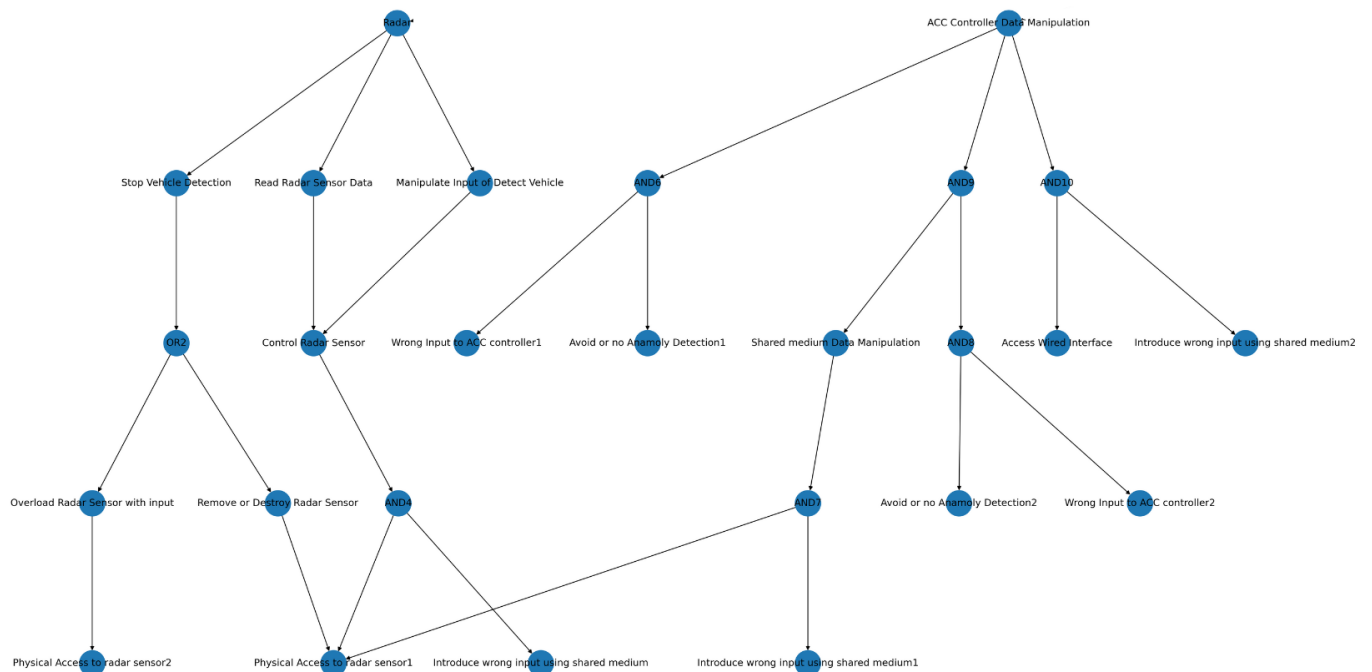 Radar
ACC Controller Data Manipulation
Stop Vehicle Detection
Read Radar Sensor Data
Manipulate Input of Detect Vehicle
AND6
AND9
AND10
OR2
Control Radar Sensor
Wrong Input to ACC controller1
Avoid or no Anamoly Detection1
Shared medium Data Manipulation
AND8
Access Wired Interface
Introduce wrong input using shared medium2
Overload Radar Sensor with input
Remove or Destroy Radar Sensor
AND4
AND7
Avoid or no Anamoly Detection2
Wrong Input to ACC controller2
Physical Access to radar sensor2
Physical Access to radar sensor1
Introduce wrong input using shared medium
Introduce wrong input using shared medium1